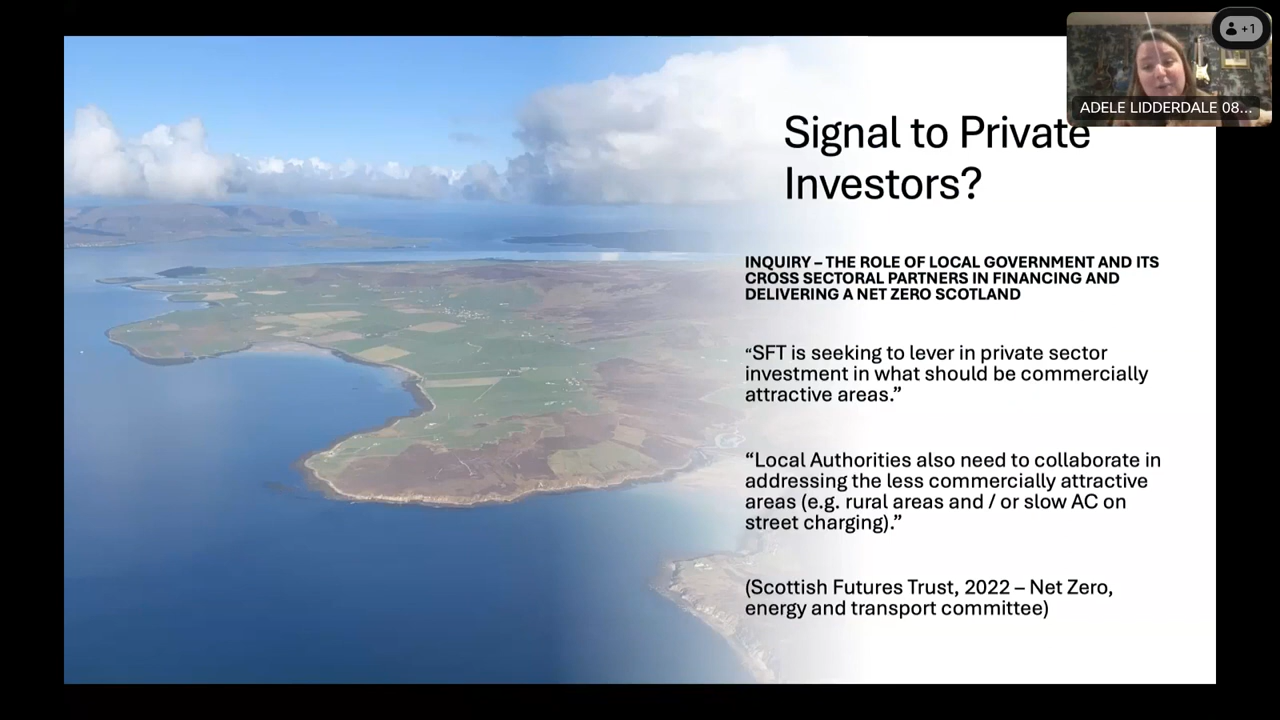 +1
ADELE LIDDERDALE 08...
Signal to Private
Investors?
INQUIRY – THE ROLE OF LOCAL GOVERNMENT AND ITS
CROSS SECTORAL PARTNERS IN FINANCING AND
DELIVERING A NET ZERO SCOTLAND
“SFT is seeking to lever in private sector
investment in what should be commercially
attractive areas.”
“Local Authorities also need to collaborate in
addressing the less commercially attractive
areas (e.g. rural areas and / or slow AC on
street charging).”
(Scottish Futures Trust, 2022 – Net Zero,
energy and transport committee)